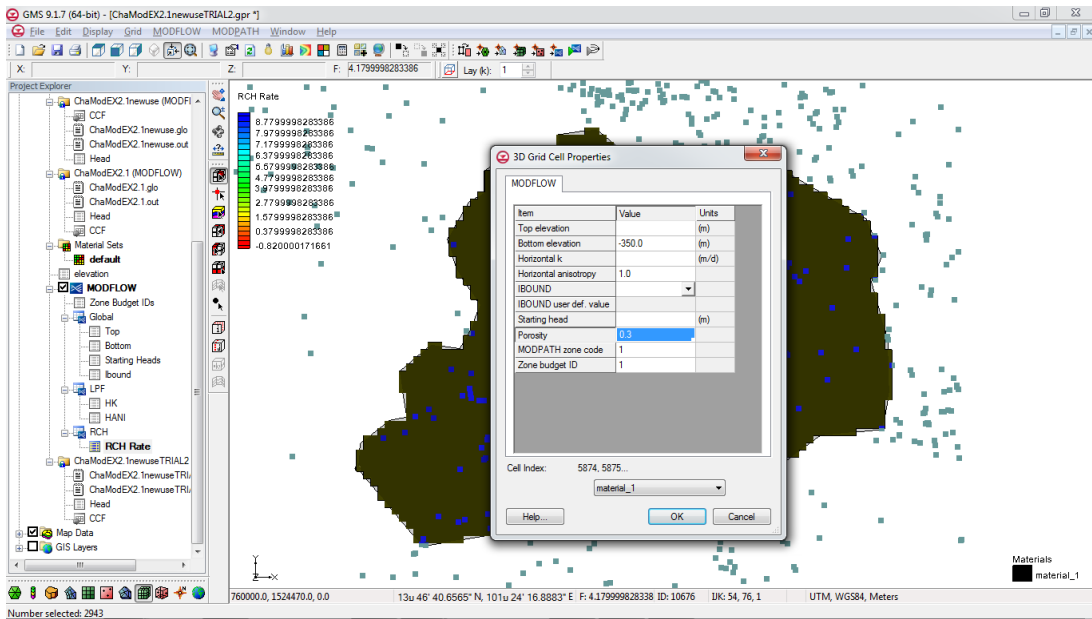 GMS 9.1.7 (64-bit) - [ChaModEX2.1newuseTRIAL2.gpr *]
File Edit Display Grid MODFLOW MODPATH Window Help
X: Y: Z: F: 4.1799998283386 Lay (k): 1
Project Explorer
ChaModEX2.1newuse (MODFL
CCF
ChaModEX2.1newuse.glo
ChaModEX2.1newuse.out
Head
ChaModEX2.1 (MODFLOW)
ChaModEX2.1.glo
ChaModEX2.1.out
Head
CCF
Material Sets
default
elevation
MODFLOW
Zone Budget IDs
Global
Top
Bottom
Starting Heads
Ibound
LPF
HK
HANI
RCH
RCH Rate
ChaModEX2.1newuseTRIAL2
ChaModEX2.1newuseTRI
ChaModEX2.1newuseTRI
Head
CCF
Map Data
GIS Layers
RCH Rate
8.7799998283386
7.9799998283386
7.1799998283386
6.3799998283386
5.5799998283386
4.7799998283386
3.9799998283386
2.7799998283386
1.5799998283386
0.3799998283386
-0.820000171661
3D Grid Cell Properties
MODFLOW
Item Value Units
Top elevation (m)
Bottom elevation -350.0 (m)
Horizontal k (m/d)
Horizontal anisotropy 1.0
IBOUND
IBOUND user def. value
Starting head (m)
Porosity 0.3
MODPATH zone code 1
Zone budget ID 1
Cell Index: 5874, 5875...
material_1
Help... OK Cancel
Y
X
Materials
material_1
760000.0, 1524470.0, 0.0 13u 46' 40.6565" N, 101u 24' 16.8883" E F: 4.179999828338 ID: 10676 IJK: 54, 76, 1 UTM, WGS84, Meters
Number selected: 2943